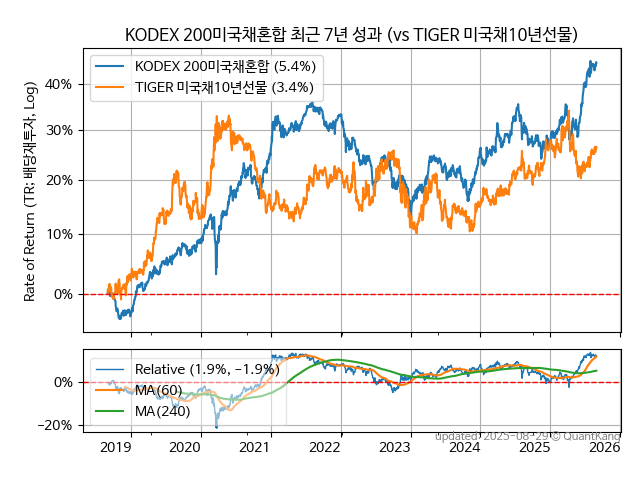 KODEX 200미국채혼합 최근 7년 성과 (vs TIGER 미국채10년선물)
KODEX 200미국채혼합 (5.4%)
TIGER 미국채10년선물 (3.4%)
Rate of Return (TR: 배당재투자, Log)
40%
30%
20%
10%
0%
Relative (1.9%, −1.9%)
MA(60)
MA(240)
0%
−20%
updated: 2025-08-29 © QuantKang
2019 2020 2021 2022 2023 2024 2025 2026